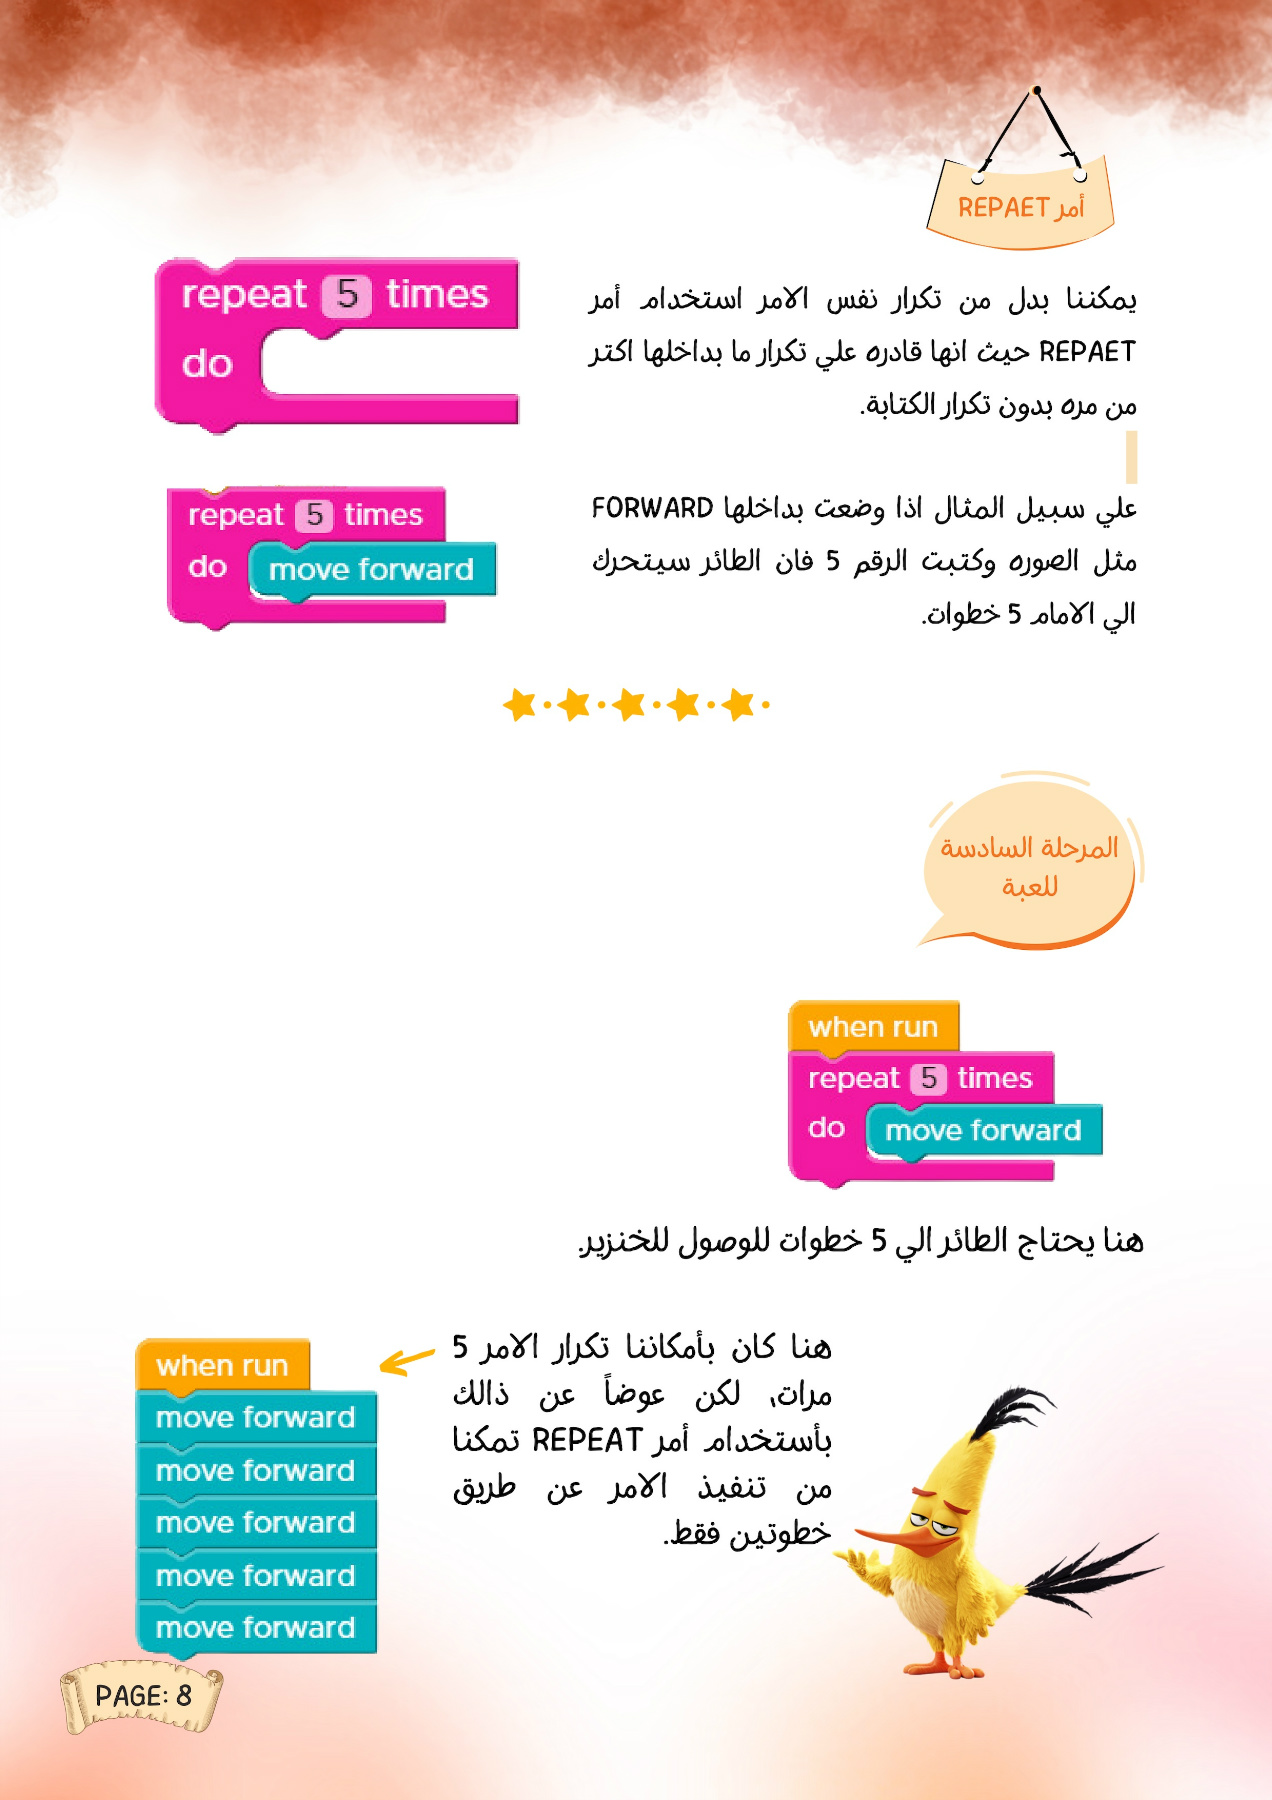 أمر REPAET
يمكننا بدل من تكرار نفس الامر استخدام أمر
REPAET حيث انها قادره علي تكرار ما بداخلها اكتر
من مره بدون تكرار الكتابة.
repeat 5 times
do
علي سبيل المثال اذا وضعت بداخلها FORWARD
مثل الصوره وكتبت الرقم 5 فان الطائر سيتحرك
الي الامام 5 خطوات.
repeat 5 times
do move forward
المرحلة السادسة
للعبة
when run
repeat 5 times
do move forward
هنا يحتاج الطائر الي 5 خطوات للوصول للخنزير.
هنا كان بأمكاننا تكرار الامر 5
مرات، لكن عوضاً عن ذالك
بأستخدام أمر REPEAT تمكنا
من تنفيذ الامر عن طريق
خطوتين فقط.
when run
move forward
move forward
move forward
move forward
move forward
PAGE: 8